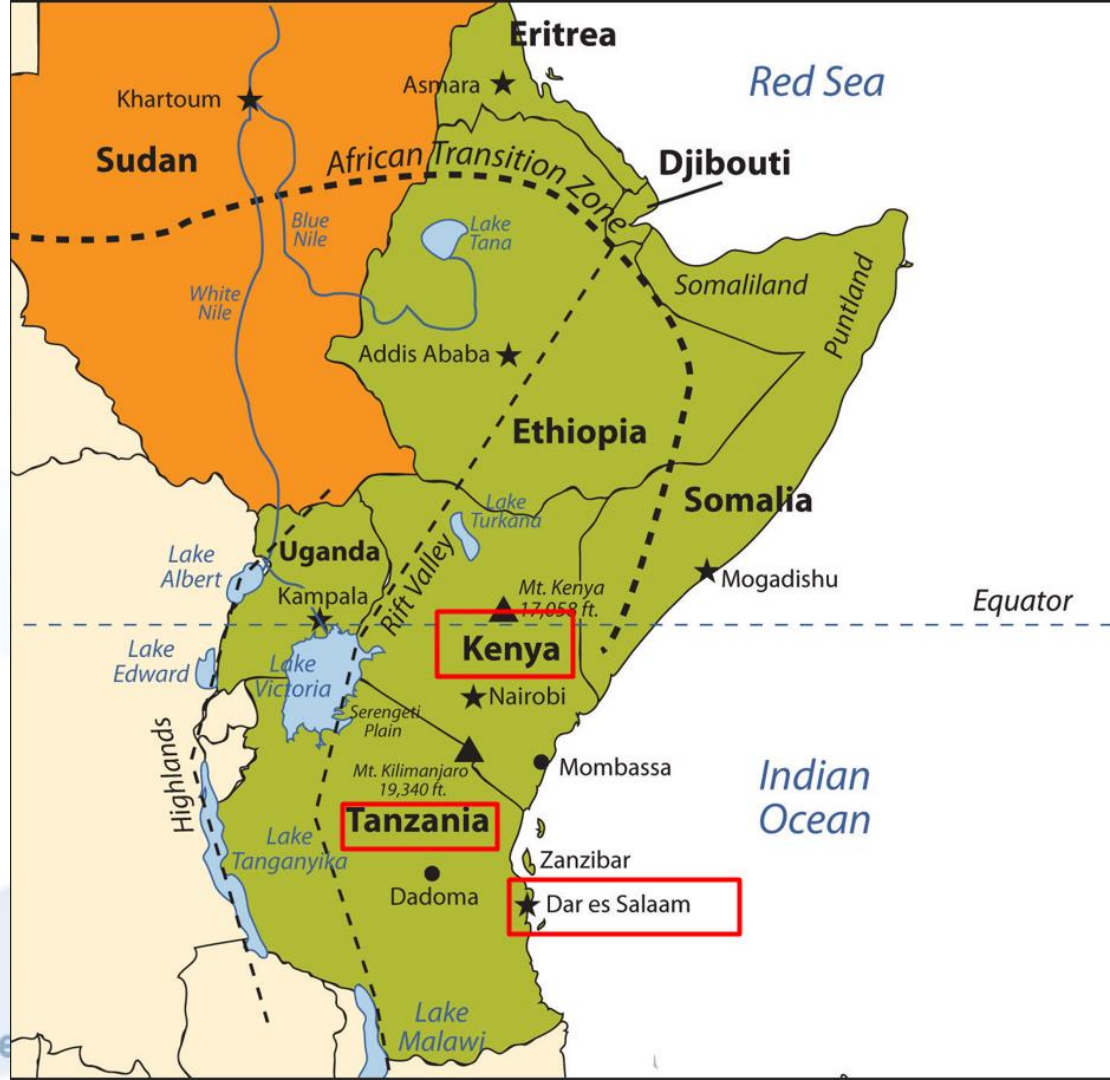 Eritrea
Asmara
Red Sea
Khartoum
Sudan
African Transition Zone
Djibouti
Blue
Nile
Lake
Tana
White
Nile
Somaliland
Puntland
Addis Ababa
Ethiopia
Somalia
Lake
Turkana
Lake
Albert
Uganda
Rift Valley
Mogadishu
Kampala
Mt. Kenya
17,058 ft.
Equator
Lake
Edward
Lake
Victoria
Kenya
Nairobi
Serengeti
Plain
Highlands
Mt. Kilimanjaro
19,340 ft.
Mombassa
Indian
Ocean
Tanzania
Lake
Tanganyika
Zanzibar
Dadoma
Dar es Salaam
Lake
Malawi